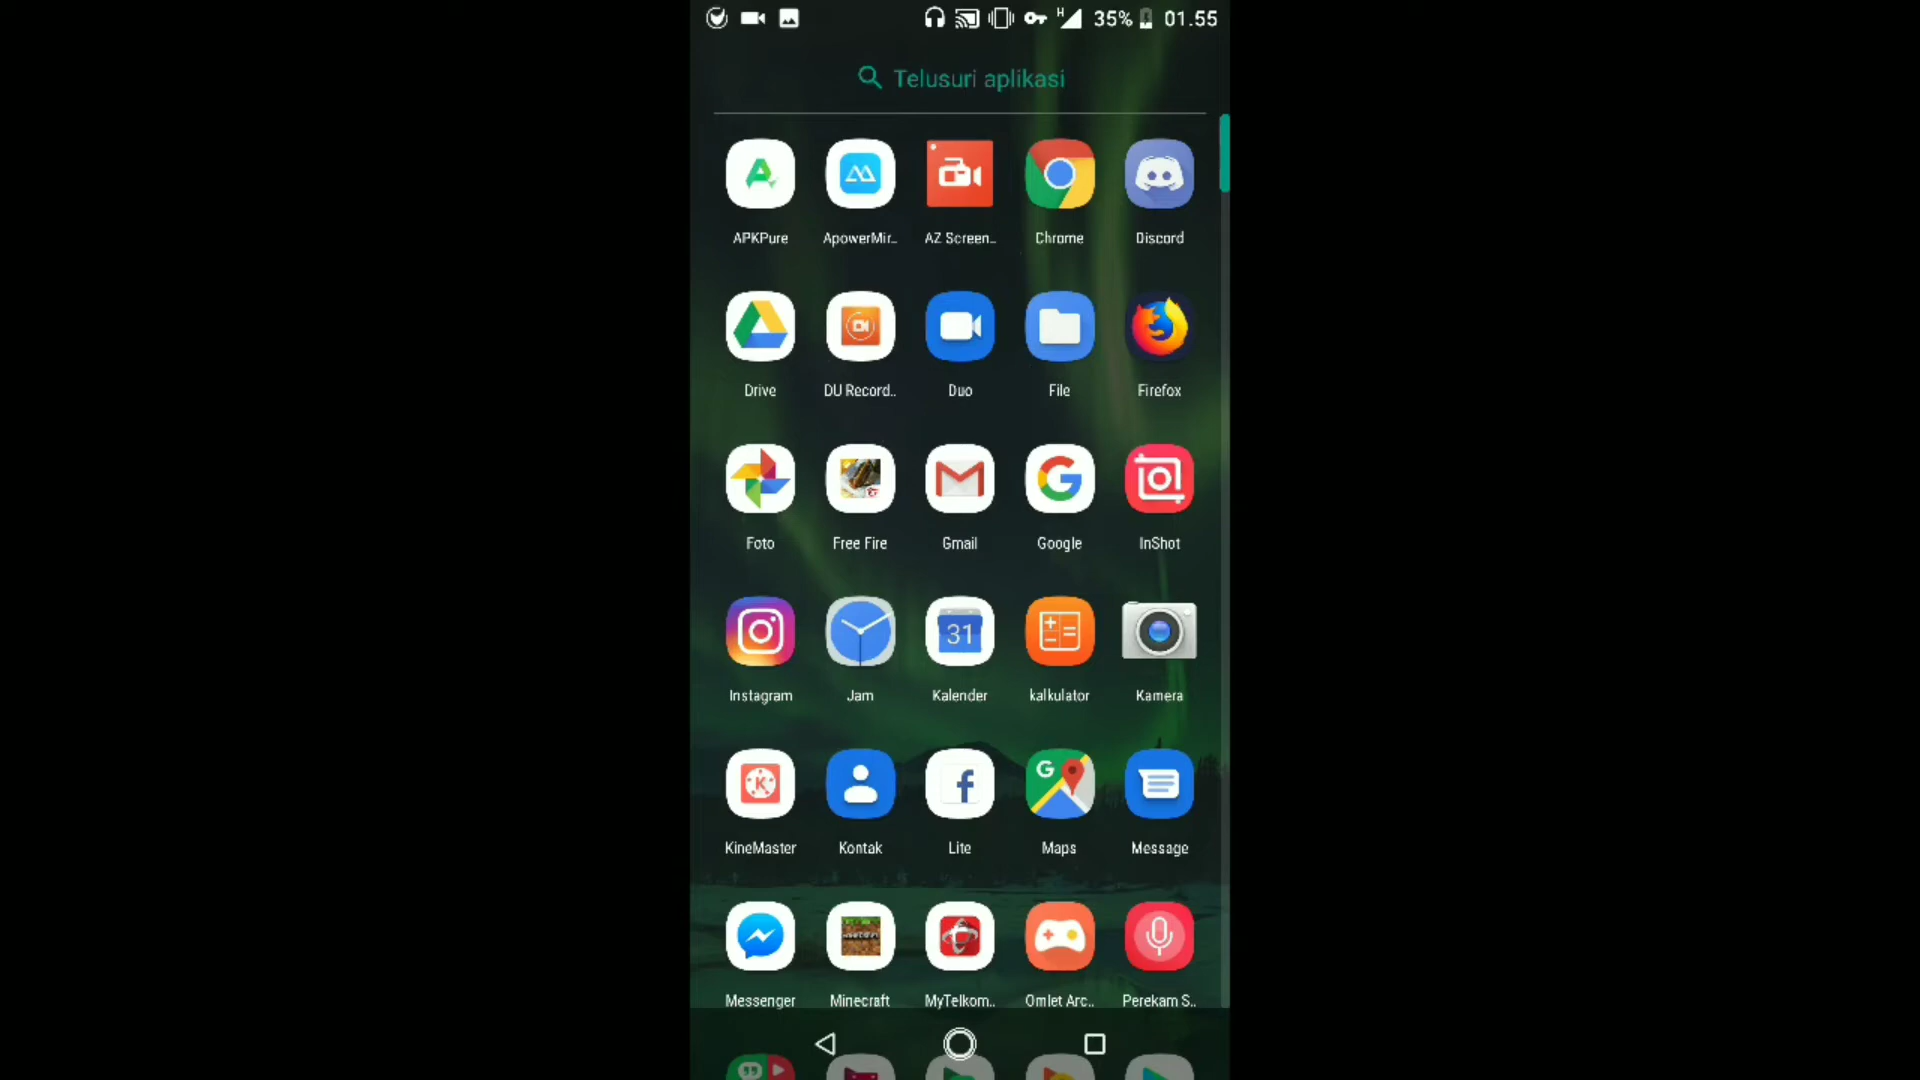 35% 01.55
Telusuri aplikasi
APKPure ApowerMir.. AZ Screen.. Chrome Discord
Drive DU Record.. Duo File Firefox
Foto Free Fire Gmail Google InShot
31
Instagram Jam Kalender kalkulator Kamera
KineMaster Kontak Lite Maps Message
Messenger Minecraft MyTelkom.. Omlet Arc.. Perekam S..